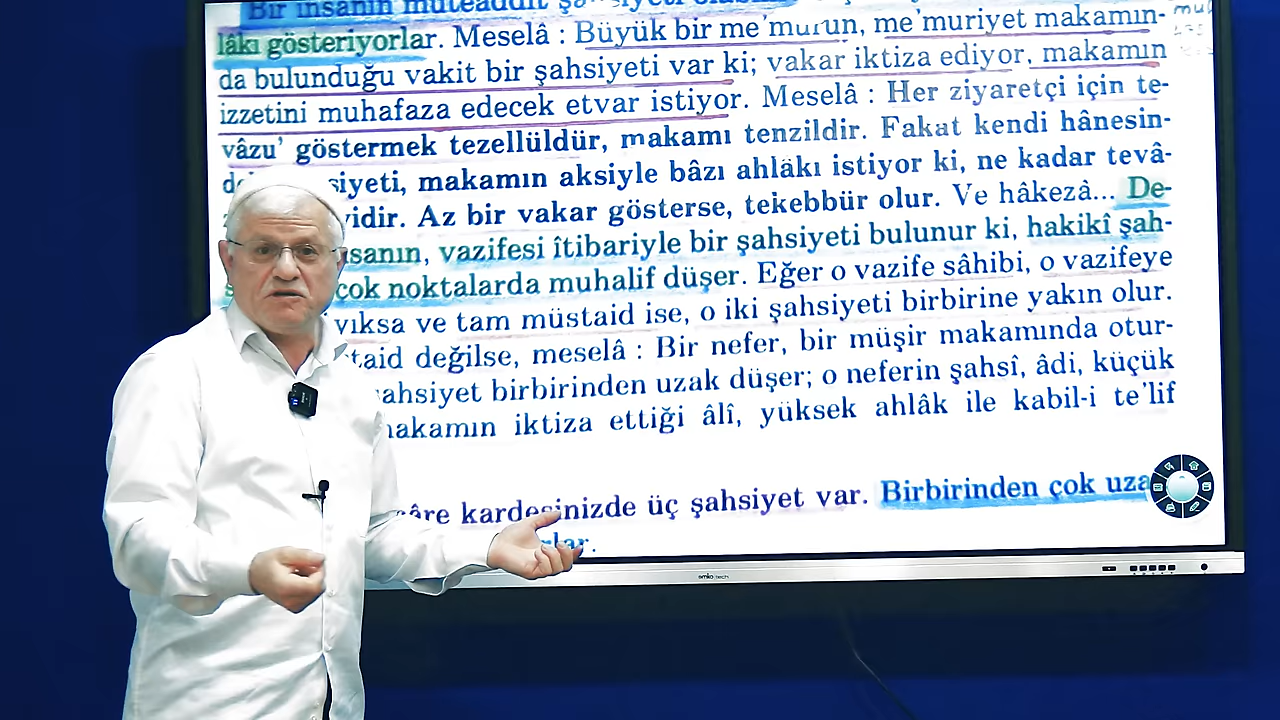 Bir insanın müteaddit
lâkı gösteriyorlar. Meselâ : Büyük bir me'murun, me'muriyet makamın-
da bulunduğu vakit bir şahsiyeti var ki; vakar iktiza ediyor, makamın
izzetini muhafaza edecek etvar istiyor. Meselâ : Her ziyaretçi için te-
vâzu' göstermek tezellüldür, makamı tenzildir. Fakat kendi hânesin-
siyeti, makamın aksiyle bâzı ahlâkı istiyor ki, ne kadar tevâ-
yidir. Az bir vakar gösterse, tekebbür olur. Ve hâkezâ... De-
sanın, vazifesi îtibariyle bir şahsiyeti bulunur ki, hakikî şah-
çok noktalarda muhalif düşer. Eğer o vazife sâhibi, o vazifeye
yıksa ve tam müstaid ise, o iki şahsiyeti birbirine yakın olur.
taid değilse, meselâ : Bir nefer, bir müşir makamında otur-
şahsiyet birbirinden uzak düşer; o neferin şahsî, âdi, küçük
makamın iktiza ettiği âlî, yüksek ahlâk ile kabil-i te'lif
âre kardeşinizde üç şahsiyet var. Birbirinden çok uza
lar.